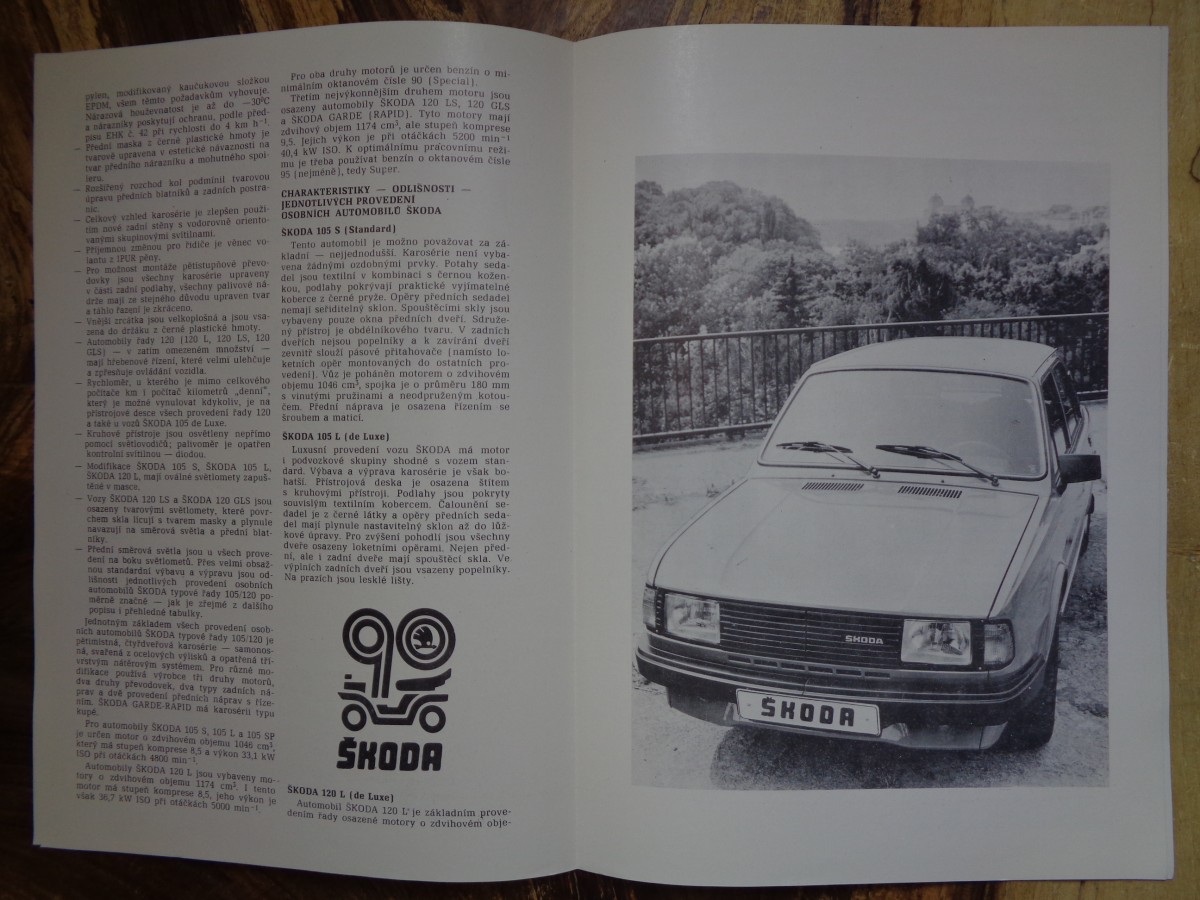 pylen, modifikovaný kaučukovou složkou
EPDM, všem těmto požadavkům vyhovuje.
Nárazová houževnatost je až do —30⁰C
a nárazníky poskytují ochranu, podle před-
pisu EHK č. 42 při rychlosti do 4 km h⁻¹.
— Přední maska z černé plastické hmoty je
tvarově upravena v estetické návaznosti na
tvar předního nárazníku a mohutného spoi-
leru.
— Rozšířený rozchod kol podmínil tvarovou
úpravu předních blatníků a zadních postra-
nic.
— Celkový vzhled karosérie je zlepšen použi-
tím nové zadní stěny s vodorovně oriento-
vanými skupinovými svítilnami.
— Příjemnou změnou pro řidiče je věnec vo-
lantu z IPUR pěny.
— Pro možnost montáže pětistupňové převo-
dovky jsou všechny karosérie upraveny
v části zadní podlahy, všechny palivové ná-
drže mají ze stejného důvodu upraven tvar
a táhlo řazení je zkráceno.
— Vnější zrcátka jsou velkoplošná a jsou vsa-
zena do držáku z černé plastické hmoty.
— Automobily řady 120 (120 L, 120 LS, 120
GLS) — v zatím omezeném množství —
mají hřebenové řízení, které velmi ulehčuje
a zpřesňuje ovládání vozidla.
— Rychloměr, u kterého je mimo celkového
počítače km i počítač kilometrů „denní“,
který je možné vynulovat kdykoliv, je na
přístrojové desce všech provedení řady 120
a také u vozů ŠKODA 105 de Luxe.
— Kruhové přístroje jsou osvětleny nepřímo
pomocí světlovodičů; palivoměr je opatřen
kontrolní svítilnou — diodou.
— Modifikace ŠKODA 105 S, ŠKODA 105 L,
ŠKODA 120 L, mají oválné světlomety zapuš-
těné v masce.
— Vozy ŠKODA 120 LS a ŠKODA 120 GLS jsou
osazeny tvarovými světlomety, které povr-
chem skla lícují s tvarem masky a plynule
navazují na směrová světla a přední blat-
níky.
— Přední směrová světla jsou u všech prove-
dení na boku světlometů. Přes velmi obsaž-
nou standardní výbavu a výpravu jsou od-
lišnosti jednotlivých provedení osobních
automobilů ŠKODA typové řady 105/120 po-
měrně značné — jak je zřejmé z dalšího
popisu i přehledné tabulky.
Jednotným základem všech provedení osob-
ních automobilů ŠKODA typové řady 105/120 je
pětimístná, čtyřdveřová karosérie — samonos-
ná, svařená z ocelových výlisků a opatřená tří-
vrstvým nátěrovým systémem. Pro různé mo-
difikace používá výrobce tři druhy motorů,
dva druhy převodovek, dva typy zadních ná-
prav a dvě provedení předních náprav s říze-
ním. ŠKODA GARDE-RAPID má karosérii typu
kupé.
Pro automobily ŠKODA 105 S, 105 L a 105 SP
je určen motor o zdvihovém objemu 1046 cm³,
který má stupeň komprese 8,5 a výkon 33,1 kW
ISO při otáčkách 4800 min⁻¹.
Automobily ŠKODA 120 L jsou vybaveny mo-
tory o zdvihovém objemu 1174 cm³. I tento
motor má stupeň komprese 8,5, jeho výkon je
však 36,7 kW ISO při otáčkách 5000 min⁻¹.
Pro oba druhy motorů je určen benzín o mi-
nimálním oktanovém čísle 90 (Special).
Třetím nejvýkonnějším druhem motoru jsou
osazeny automobily ŠKODA 120 LS, 120 GLS
a ŠKODA GARDE (RAPID). Tyto motory mají
zdvihový objem 1174 cm³, ale stupeň komprese
9,5. Jejich výkon je při otáčkách 5200 min⁻¹
40,4 kW ISO. K optimálnímu pracovnímu reži-
mu je třeba používat benzín o oktanovém čísle
95 (nejméně), tedy Super.
CHARAKTERISTIKY — ODLIŠNOSTI —
JEDNOTLIVÝCH PROVEDENÍ
OSOBNÍCH AUTOMOBILŮ ŠKODA
ŠKODA 105 S (Standard)
Tento automobil je možno považovat za zá-
kladní — nejjednodušší. Karosérie není vyba-
vena žádnými ozdobnými prvky. Potahy seda-
del jsou textilní v kombinaci s černou kožen-
kou, podlahy pokrývají praktické vyjímatelné
koberce z černé pryže. Opěry předních sedadel
nemají seřiditelný sklon. Spouštěcími skly jsou
vybaveny pouze okna předních dveří. Sdruže-
ný přístroj je obdélníkového tvaru. V zadních
dveřích nejsou popelníky a k zavírání dveří
zevnitř slouží pásové přitahovače (namísto lo-
ketních opěr montovaných do ostatních pro-
vedení). Vůz je poháněn motorem o zdvihovém
objemu 1046 cm³, spojka je o průměru 180 mm
s vinutými pružinami a neodpruženým kotou-
čem. Přední náprava je osazena řízením se
šroubem a maticí.
ŠKODA 105 L (de Luxe)
Luxusní provedení vozu ŠKODA má motor
i podvozkové skupiny shodné s vozem stan-
dard. Výbava a výprava karosérie je však bo-
hatší. Přístrojová deska je osazena štítem
s kruhovými přístroji. Podlahy jsou pokryty
souvislým textilním kobercem. Čalounění se-
dadel je z černé látky a opěry předních seda-
del mají plynule nastavitelný sklon až do lůž-
kové úpravy. Pro zvýšení pohodlí jsou všechny
dveře osazeny loketními opěrami. Nejen před-
ní, ale i zadní dveře mají spouštěcí skla. Ve
výplních zadních dveří jsou vsazeny popelníky.
Na prazích jsou lesklé lišty.
90
ŠKODA
ŠKODA 120 L (de Luxe)
Automobil ŠKODA 120 L je základním prove-
dením řady osazené motory o zdvihovém obje-
ŠKODA
ŠKODA